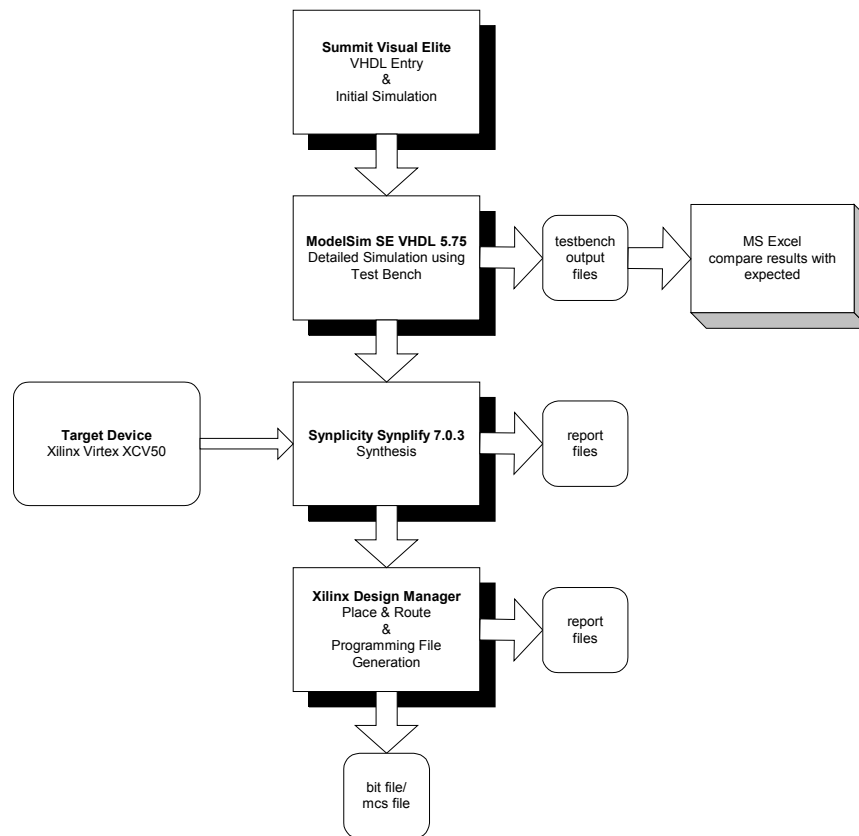 Summit Visual Elite
VHDL Entry
&
Initial Simulation
ModelSim SE VHDL 5.75
Detailed Simulation using
Test Bench
testbench
output
files
MS Excel
compare results with
expected
Target Device
Xilinx Virtex XCV50
Synplicity Synplify 7.0.3
Synthesis
report
files
Xilinx Design Manager
Place & Route
&
Programming File
Generation
report
files
bit file/
mcs file